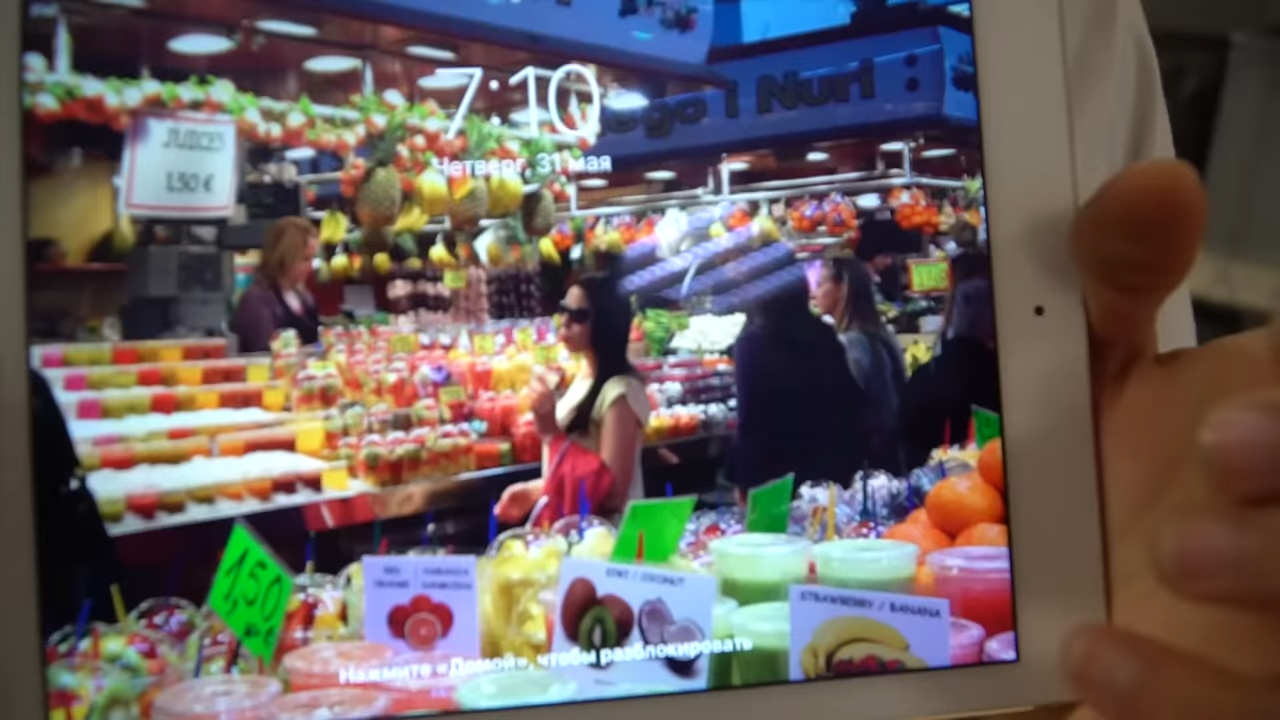 i Nuri
7:10
Четверг, 31 мая
JUICES
1,50 €
1,50
KIWI / COCONUT
STRAWBERRY / BANANA
Нажмите «Домой», чтобы разблокировать